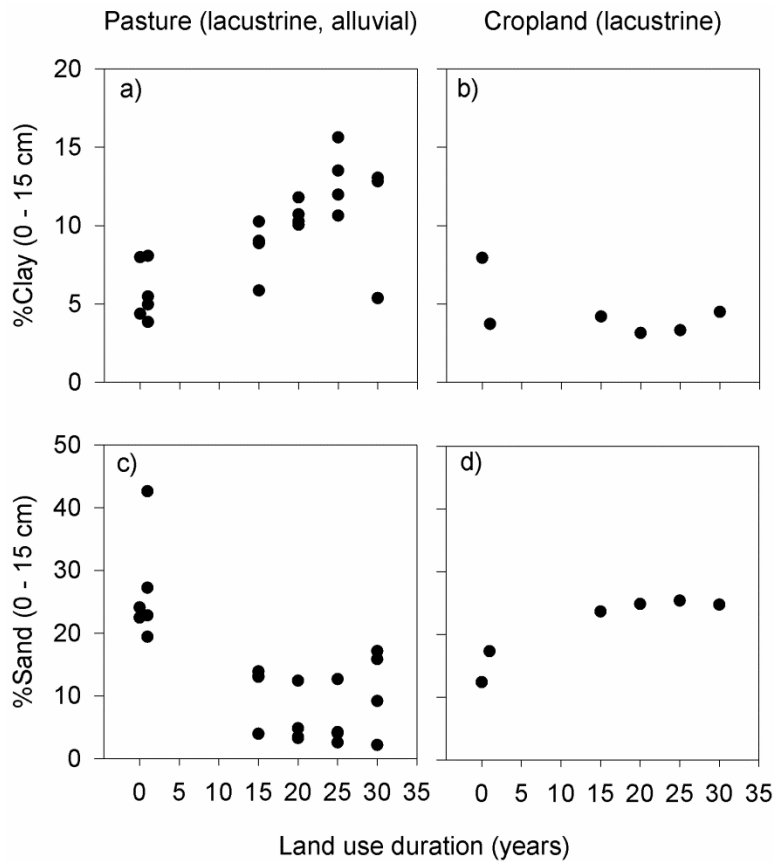 Pasture (lacustrine, alluvial)
Cropland (lacustrine)
%Clay (0 - 15 cm)
20
15
10
5
0
a)
b)
%Sand (0 - 15 cm)
50
40
30
20
10
0
c)
d)
0 5 10 15 20 25 30 35
0 5 10 15 20 25 30 35
Land use duration (years)